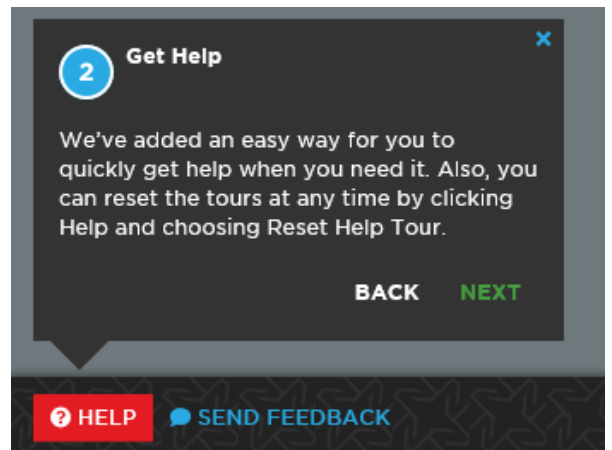 2
Get Help
We've added an easy way for you to
quickly get help when you need it. Also, you
can reset the tours at any time by clicking
Help and choosing Reset Help Tour.
BACK NEXT
HELP SEND FEEDBACK